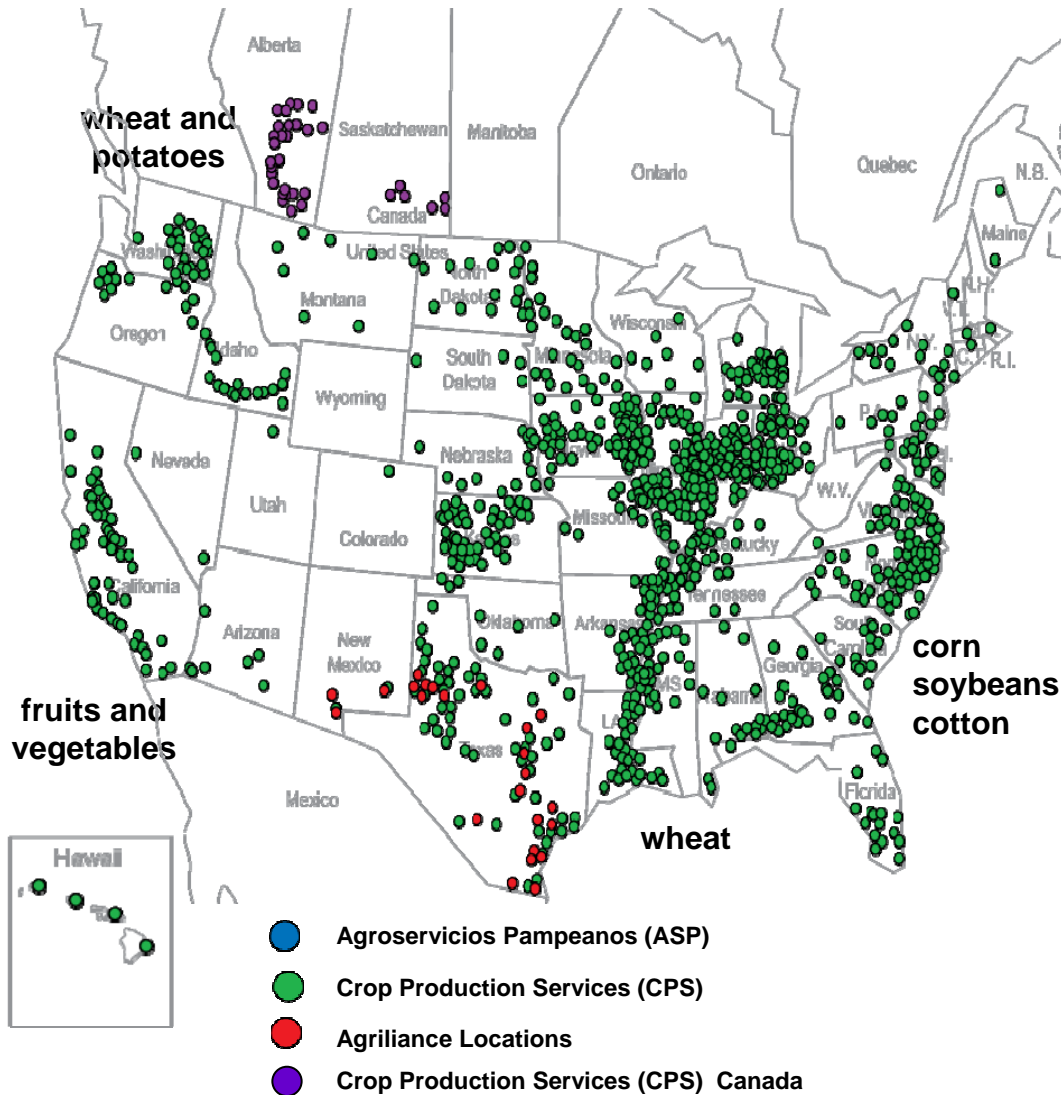 Alberta
wheat and
potatoes
Saskatchewan
Manitoba
Ontario
Quebec
N.B.
Canada
Maine
United States
North
Dakota
N.H.
V.T.
Montana
Oregon
Idaho
Wisconsin
Minnesota
N.Y.
C.T.
R.I.
South
Dakota
Wyoming
P.A.
Nevada
Nebraska
Iowa
Utah
Colorado
Missouri
W.V.
Kentucky
California
Tennessee
Arizona
New
Mexico
Oklahoma
Arkansas
South
Carolina
Georgia
corn
soybeans
cotton
MS
Alabama
LA
fruits and
vegetables
Texas
Mexico
Florida
wheat
Hawaii
Agroservicios Pampeanos (ASP)
Crop Production Services (CPS)
Agriliance Locations
Crop Production Services (CPS) Canada